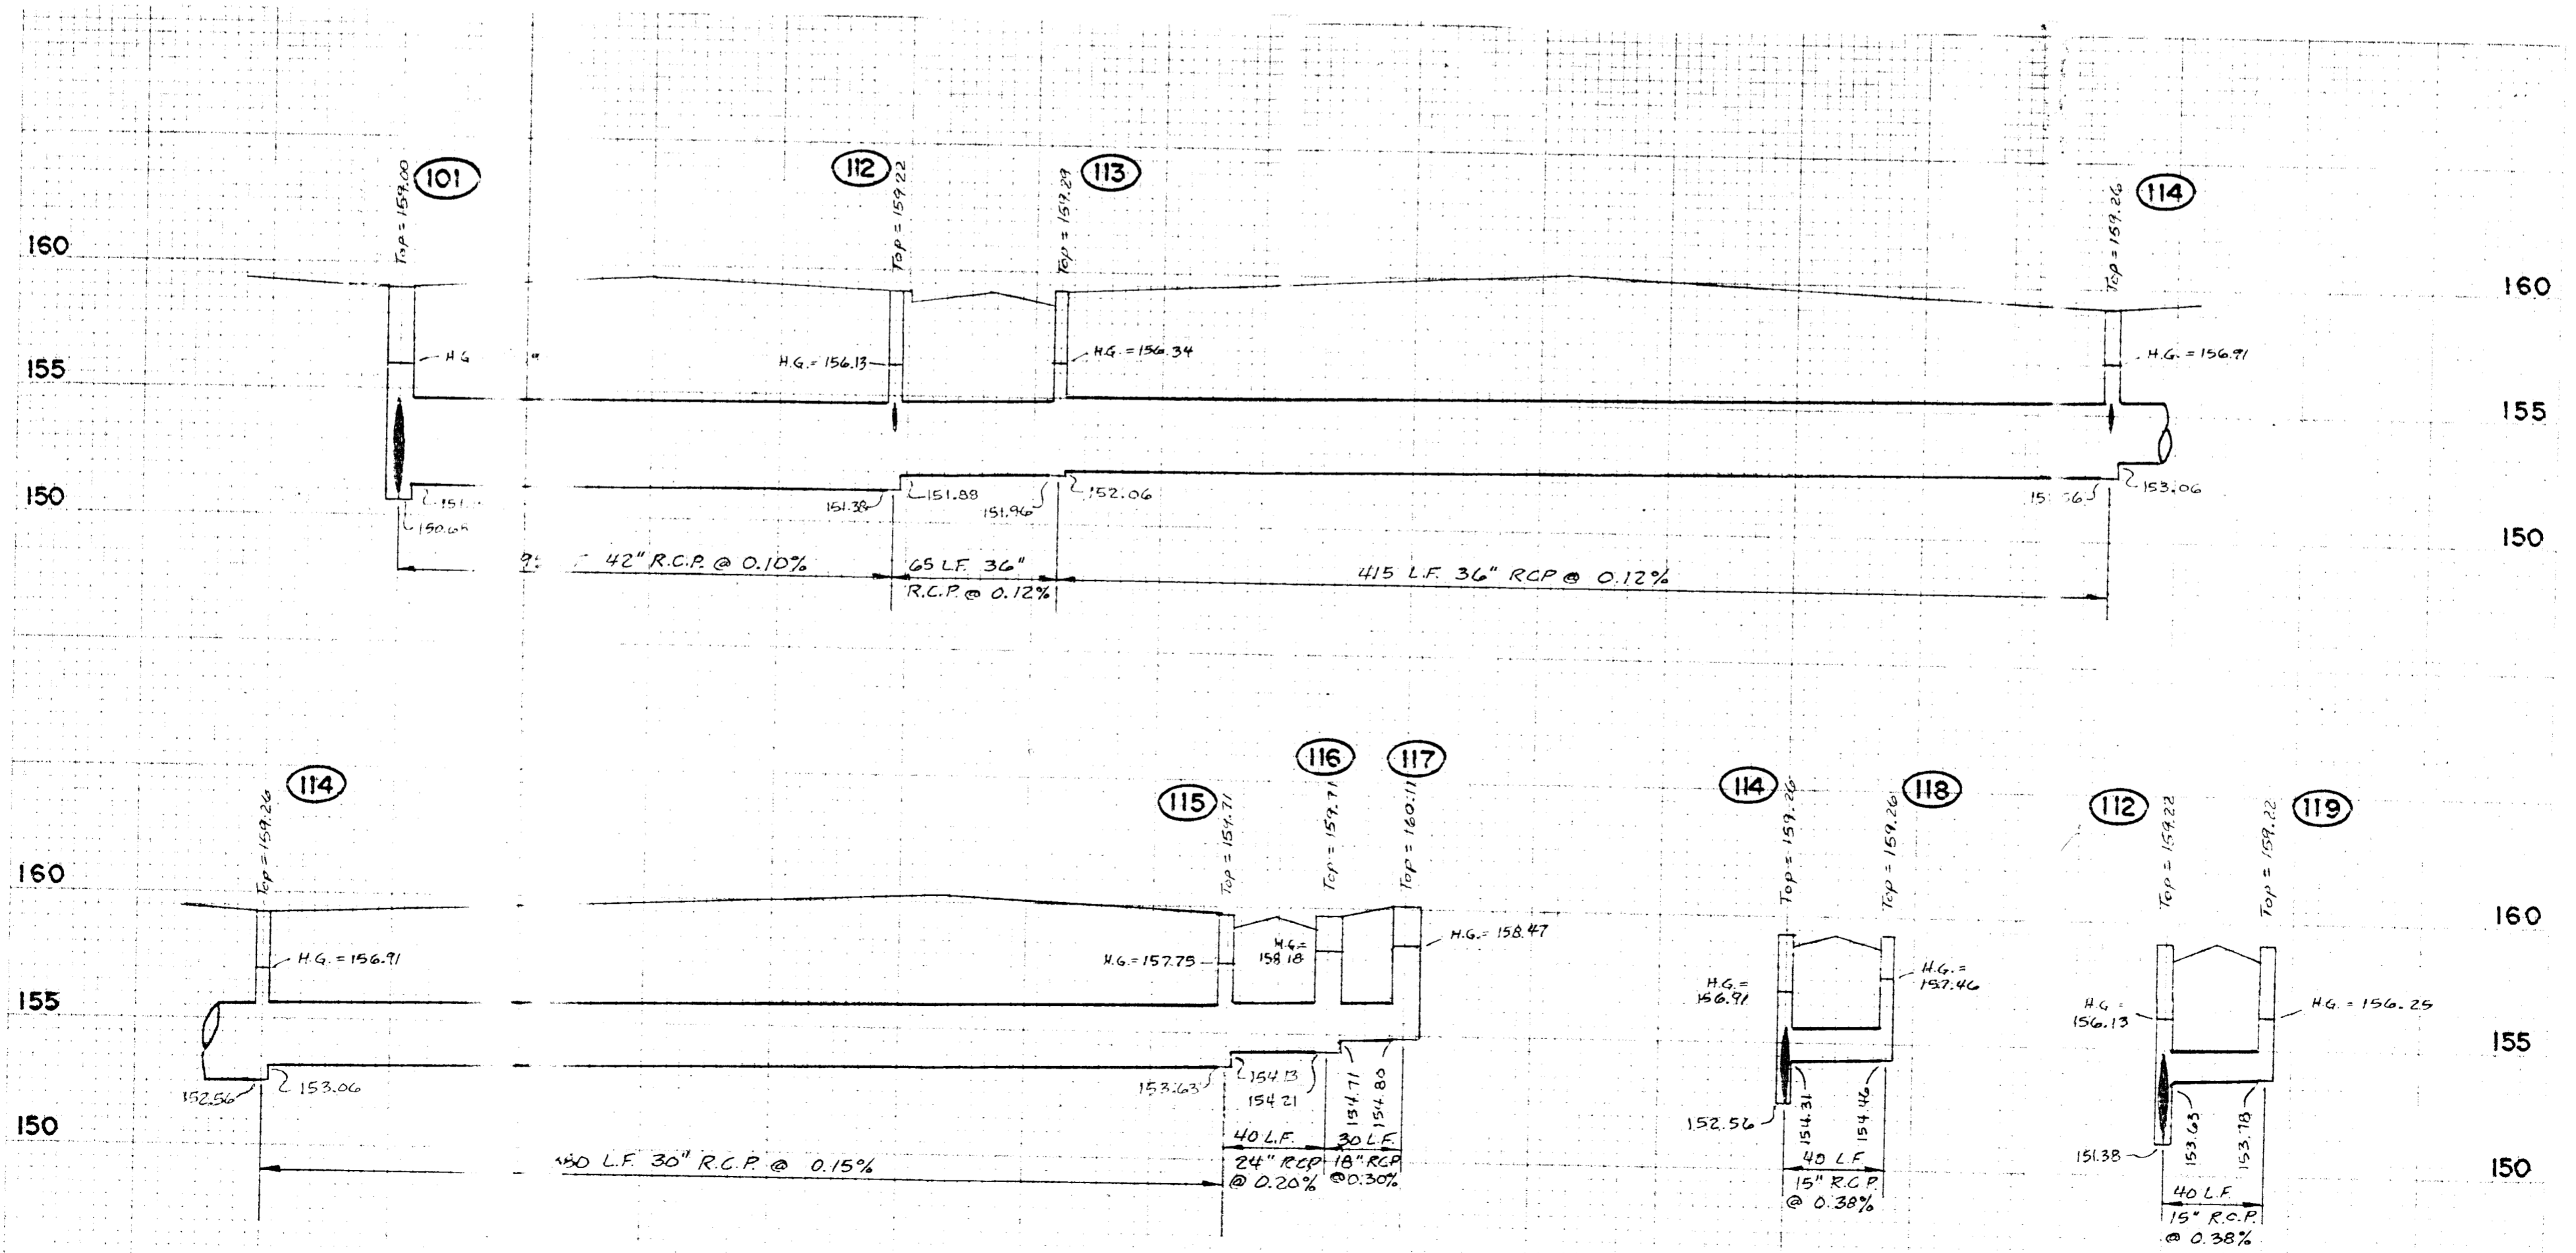 101
112
113
114
Top = 159.00
Top = 159.22
Top = 159.29
Top = 159.26
160
160
H.G
H.G. = 156.13
H.G. = 156.34
H.G. = 156.91
155
155
150
150
151.
151.38
151.88
151.96
152.06
153.06
42" R.C.P. @ 0.10%
65 L.F. 36"
R.C.P. @ 0.12%
415 L.F. 36" RCP @ 0.12%
114
115
116
117
114
118
112
119
Top = 159.26
Top = 159.71
Top = 159.71
Top = 160.11
Top = 159.26
Top = 159.26
Top = 159.22
Top = 159.22
160
160
H.G. = 156.91
H.G. = 157.75
H.G. =
158.18
H.G. = 158.47
H.G. =
156.91
H.G. =
157.46
H.G =
156.13
H.G. = 156.25
155
155
152.56
153.06
153.63
154.13
154.21
154.71
154.80
152.56
154.31
154.46
151.38
153.63
153.78
150
150
L.F. 30" R.C.P. @ 0.15%
40 L.F.
24" RCP
@ 0.20%
30 L.F.
18" RCP
@ 0.30%
40 L.F
15" R.C.P.
@ 0.38%
40 L.F.
15" R.C.P.
@ 0.38%